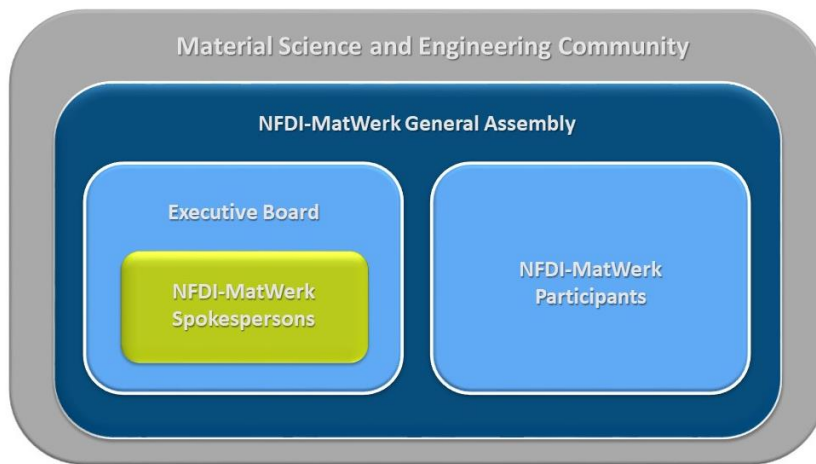 Material Science and Engineering Community
NFDI-MatWerk General Assembly
Executive Board
NFDI-MatWerk
Spokespersons
NFDI-MatWerk
Participants